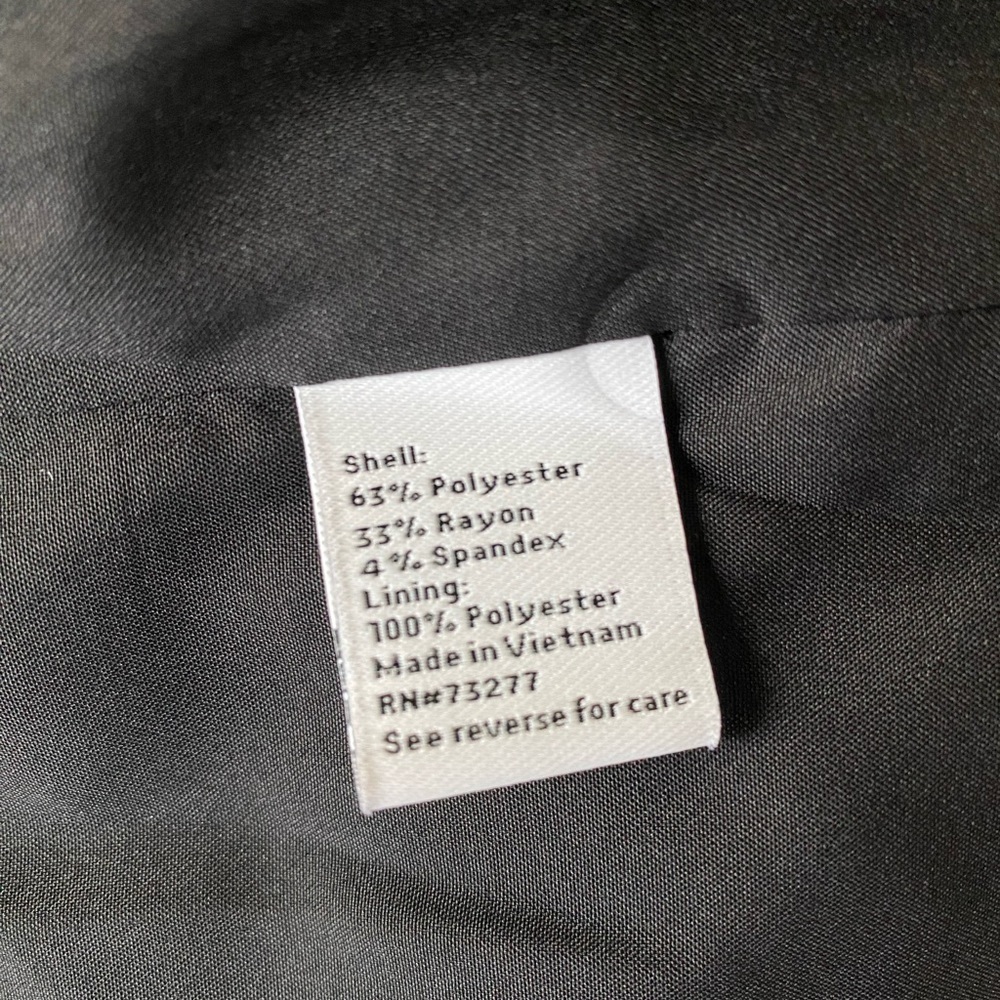 Shell:
63% Polyester
33% Rayon
4% Spandex
Lining:
100% Polyester
Made in Vietnam
RN#73277
See reverse for care